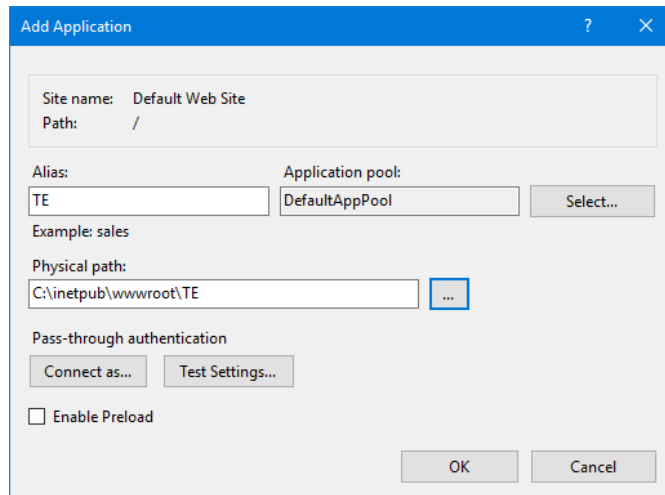 Add Application
?
Site name: Default Web Site
Path: /
Alias: Application pool:
TE DefaultAppPool Select...
Example: sales
Physical path:
C:\inetpub\wwwroot\TE ...
Pass-through authentication
Connect as... Test Settings...
Enable Preload
OK Cancel